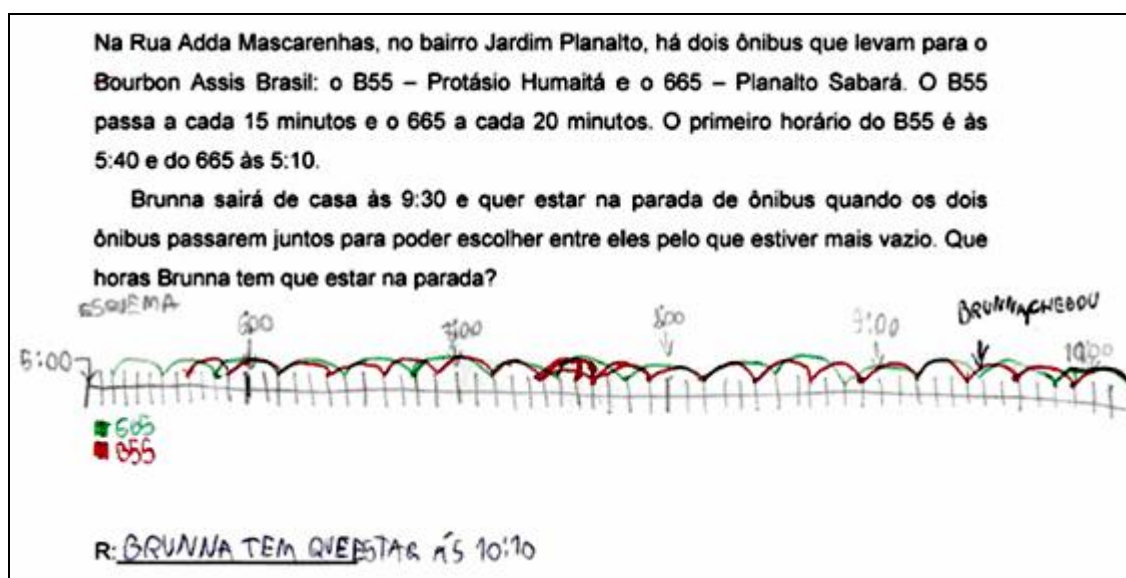 Na Rua Adda Mascarenhas, no bairro Jardim Planalto, há dois ônibus que levam para o
Bourbon Assis Brasil: o B55 – Protásio Humaitá e o 665 – Planalto Sabará. O B55
passa a cada 15 minutos e o 665 a cada 20 minutos. O primeiro horário do B55 é às
5:40 e do 665 às 5:10.
Brunna sairá de casa às 9:30 e quer estar na parada de ônibus quando os dois
ônibus passarem juntos para poder escolher entre eles pelo que estiver mais vazio. Que
horas Brunna tem que estar na parada?
ESQUEMA
6:00 7:00 8:00 9:00 BRUNNA CHEGOU
5:00 10:00
665
B55
R: BRUNNA TEM QUE ESTAR ÁS 10:10